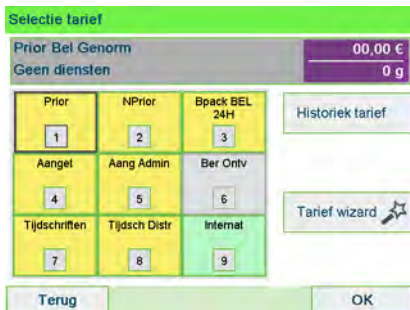 Selectie tarief
Prior Bel Genorm
00,00 €
Geen diensten
0 g
Prior
1
NPrior
2
Bpack BEL
24H
3
Historiek tarief
Aanget
4
Aang Admin
5
Ber Ontv
6
Tarief wizard
Tijdschriften
7
Tijdsch Distr
8
Internat
9
Terug
OK